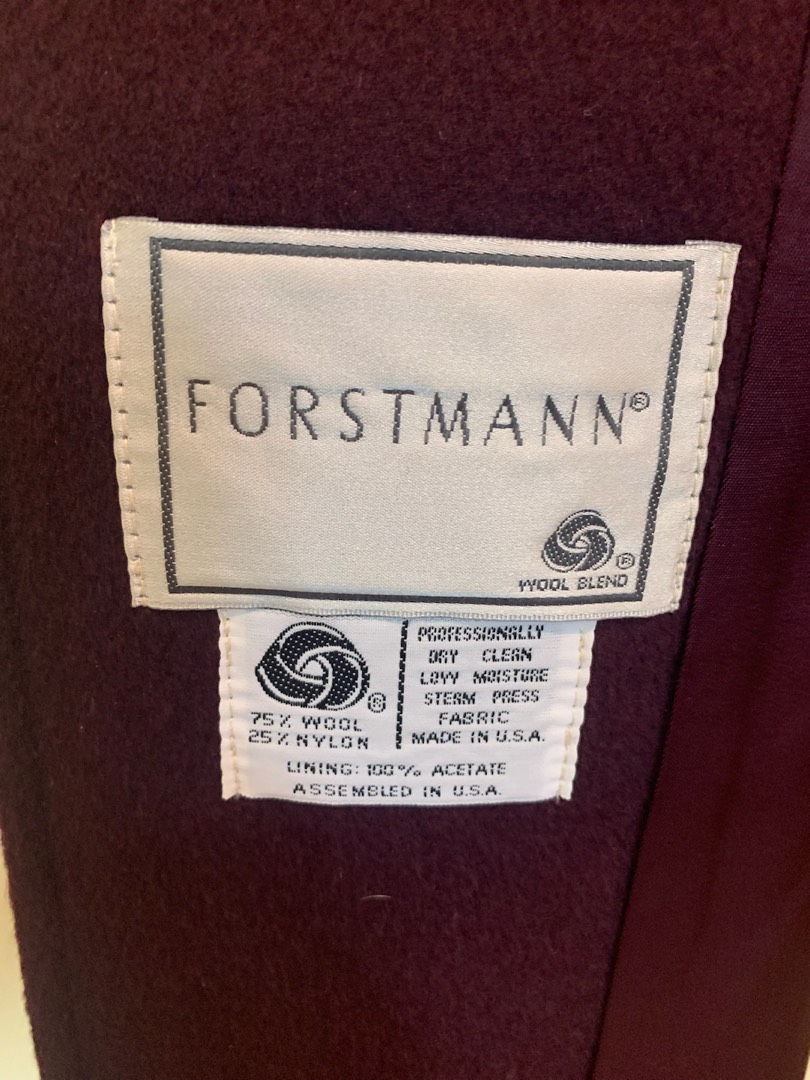 FORSTMANN®
®
WOOL BLEND
®
75% WOOL
25% NYLON
PROFESSIONALLY
DRY CLEAN
LOW MOISTURE
STEAM PRESS
FABRIC
MADE IN U.S.A.
LINING: 100% ACETATE
ASSEMBLED IN U.S.A.